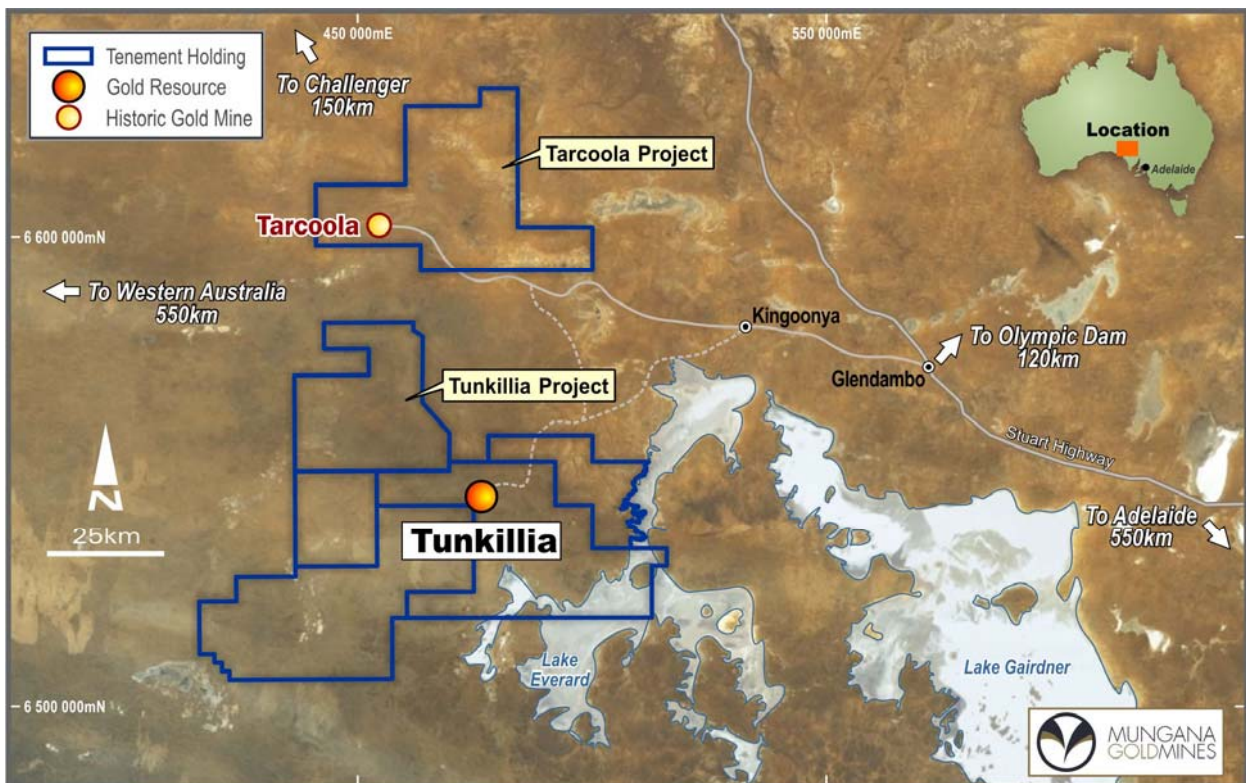 Tenement Holding
Gold Resource
Historic Gold Mine
450 000mE
550 000mE
To Challenger
150km
Location
Adelaide
Tarcoola Project
Tarcoola
6 600 000mN
To Western Australia
550km
Kingoonya
To Olympic Dam
120km
Glendambo
Tunkillia Project
Stuart Highway
N
25km
Tunkillia
To Adelaide
550km
Lake
Everard
Lake Gairdner
6 500 000mN
MUNGANA
GOLDMINES